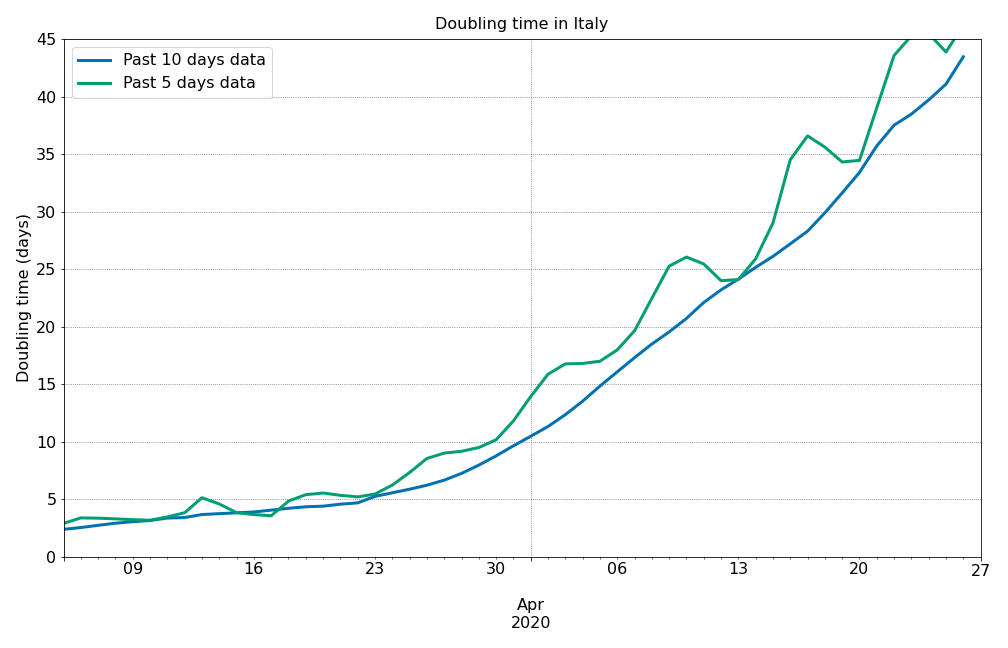 Doubling time in Italy
Past 10 days data
Past 5 days data
Doubling time (days)
45
40
35
30
25
20
15
10
5
0
09 16 23 30 06 13 20 27
Apr
2020